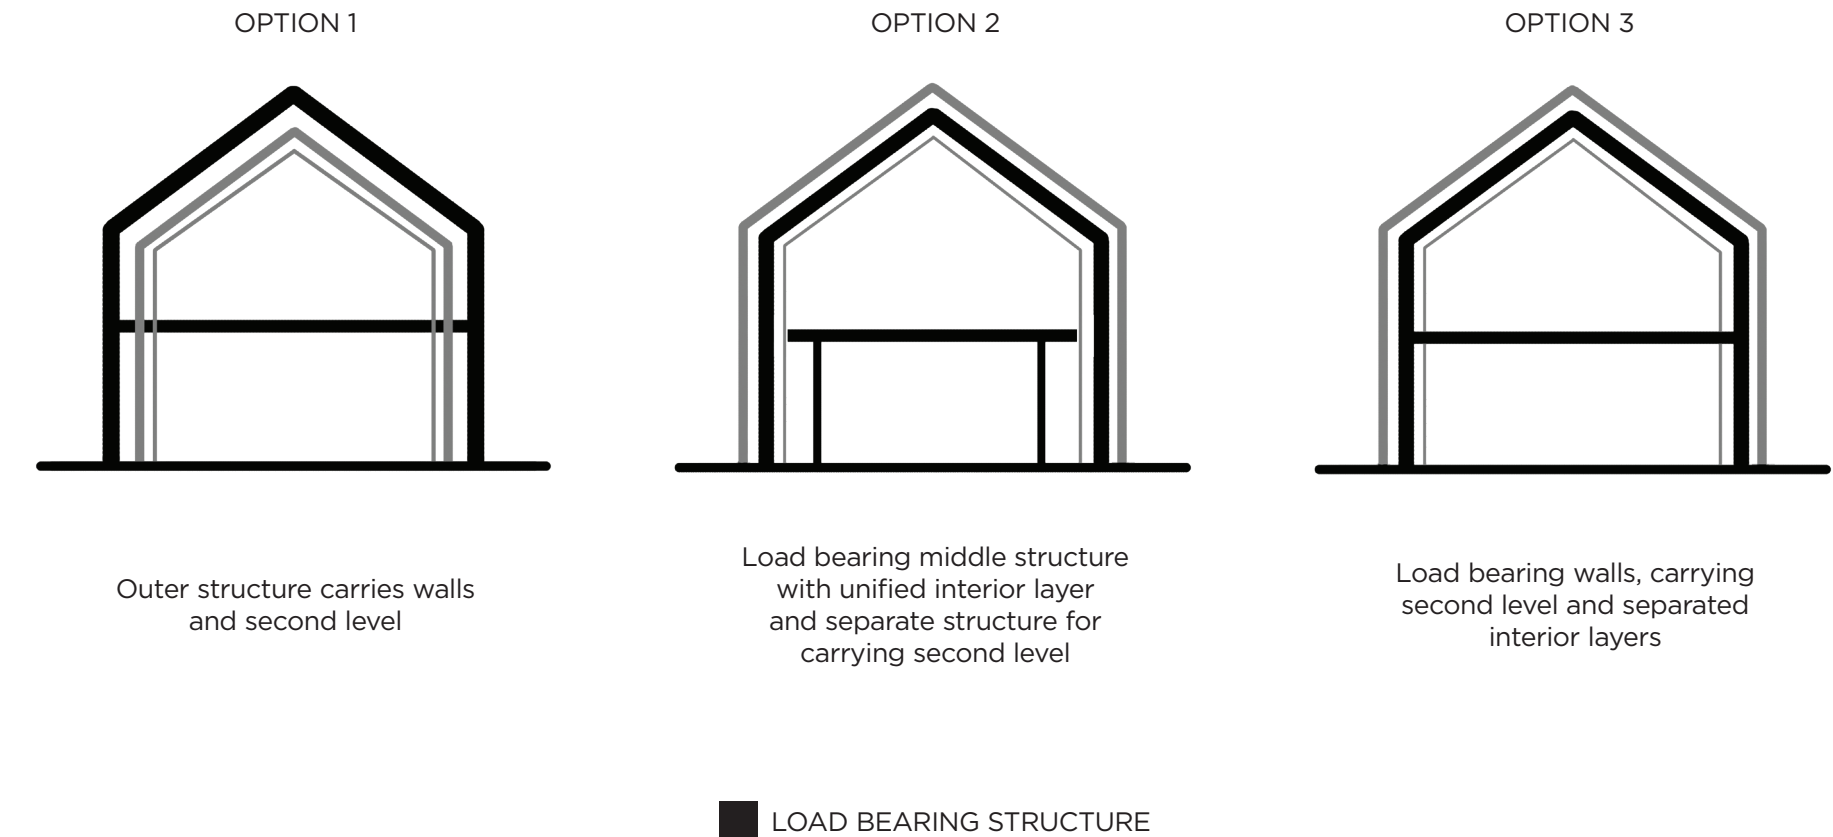 OPTION 1
OPTION 2
OPTION 3
Outer structure carries walls
and second level
Load bearing middle structure
with unified interior layer
and separate structure for
carrying second level
Load bearing walls, carrying
second level and separated
interior layers
LOAD BEARING STRUCTURE